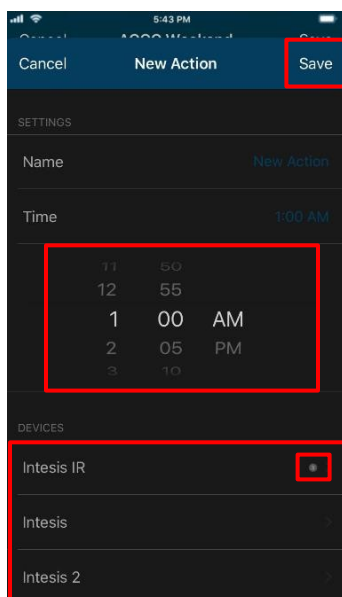 5:43 PM
Cancel New Action Save
SETTINGS
Name New Action
Time 1:00 AM
11 50
12 55
1 00 AM
2 05 PM
3 10
DEVICES
Intesis IR
Intesis
Intesis 2